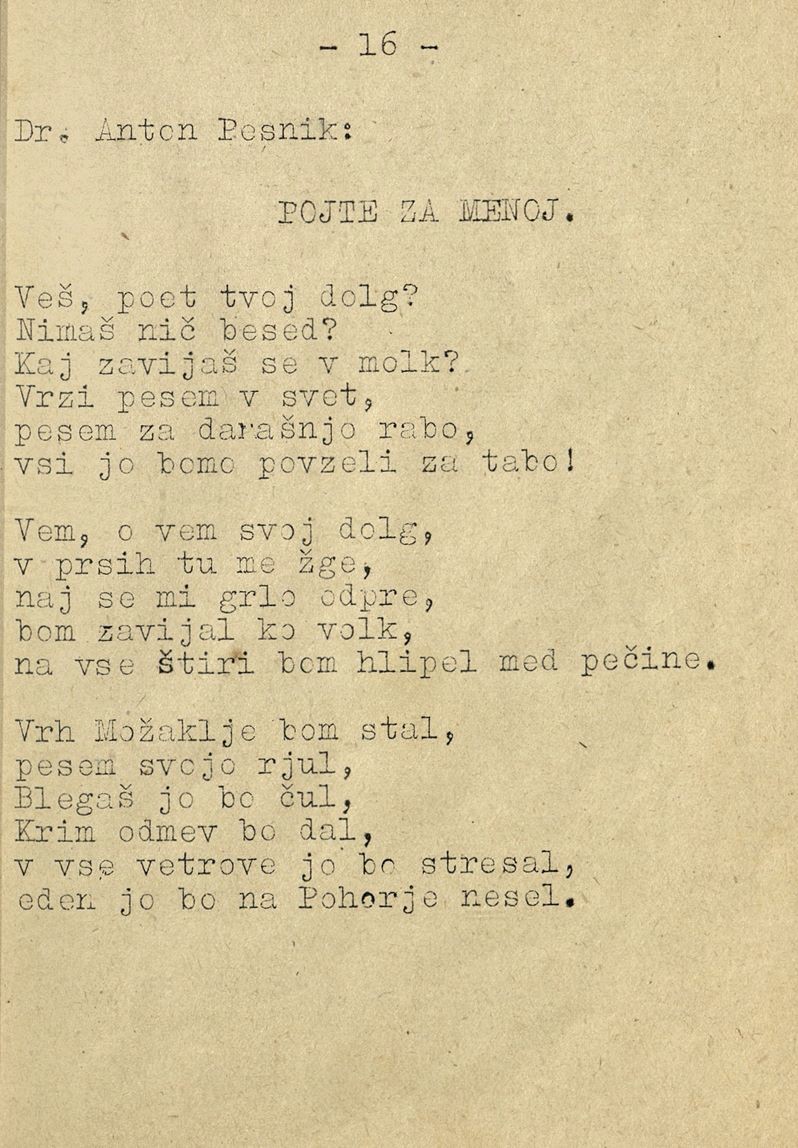 - 16 -
Dr. Anton Pesnik:
POJTE ZA MENOJ.
Veš, poet tvoj dolg?
Nimaš nič besed?
Kaj zavijaš se v molk?
Vrzi pesem v svet,
pesem za darašnjo rabo,
vsi jo bomo povzeli za tabo!
Vem, o vem svoj dolg,
v prsih tu me žge,
naj se mi grlo odpre,
bom zavijal ko volk,
na vse štiri bom hlipel med pečine.
Vrh Možaklje bom stal,
pesem svojo rjul,
Blegaš jo bo čul,
Krim odmev bo dal,
v vse vetrove jo bo stresal,
eden jo bo na Pohorje nesel.